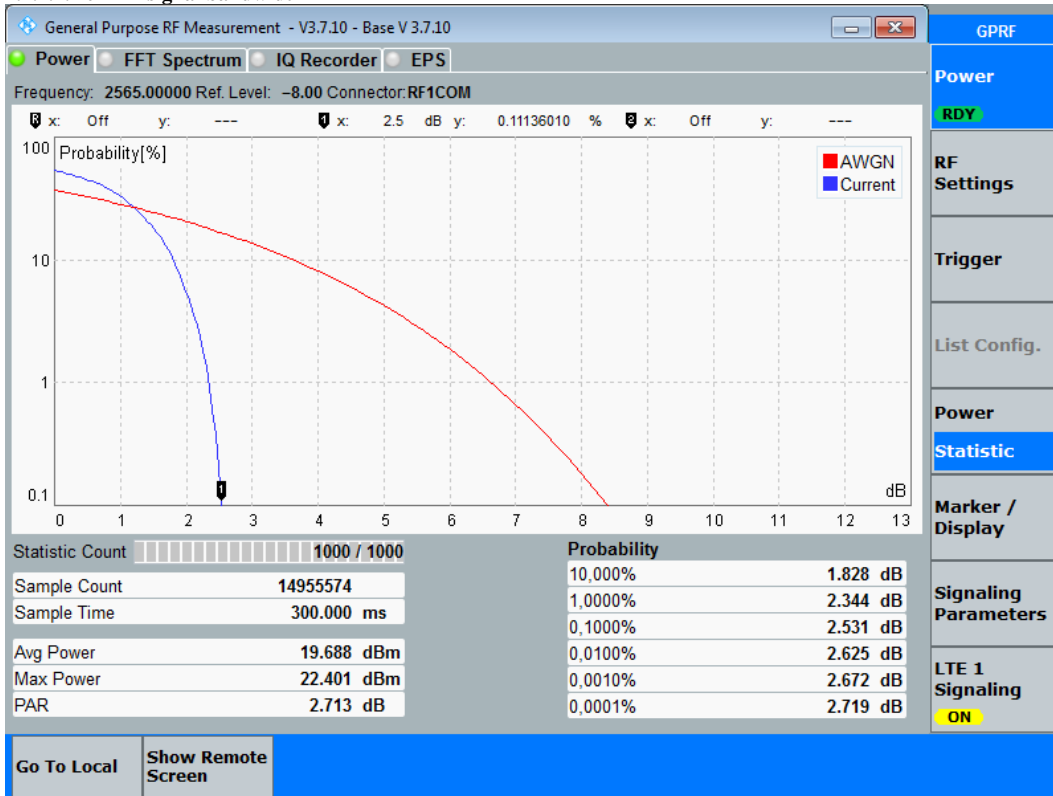 General Purpose RF Measurement - V3.7.10 - Base V 3.7.10
GPRF
Power FFT Spectrum IQ Recorder EPS
Frequency: 2565.00000 Ref. Level: -8.00 Connector:RF1COM
R x: Off y: --- 1 x: 2.5 dB y: 0.11136010 % 2 x: Off y: ---
Probability[%]
AWGN
Current
100
10
1
0.1
1
dB
0 1 2 3 4 5 6 7 8 9 10 11 12 13
Statistic Count 1000 / 1000
Sample Count 14955574
Sample Time 300.000 ms
Avg Power 19.688 dBm
Max Power 22.401 dBm
PAR 2.713 dB
Probability
10,000% 1.828 dB
1,0000% 2.344 dB
0,1000% 2.531 dB
0,0100% 2.625 dB
0,0010% 2.672 dB
0,0001% 2.719 dB
Power
RDY
RF
Settings
Trigger
List Config.
Power
Statistic
Marker /
Display
Signaling
Parameters
LTE 1
Signaling
ON
Go To Local
Show Remote
Screen